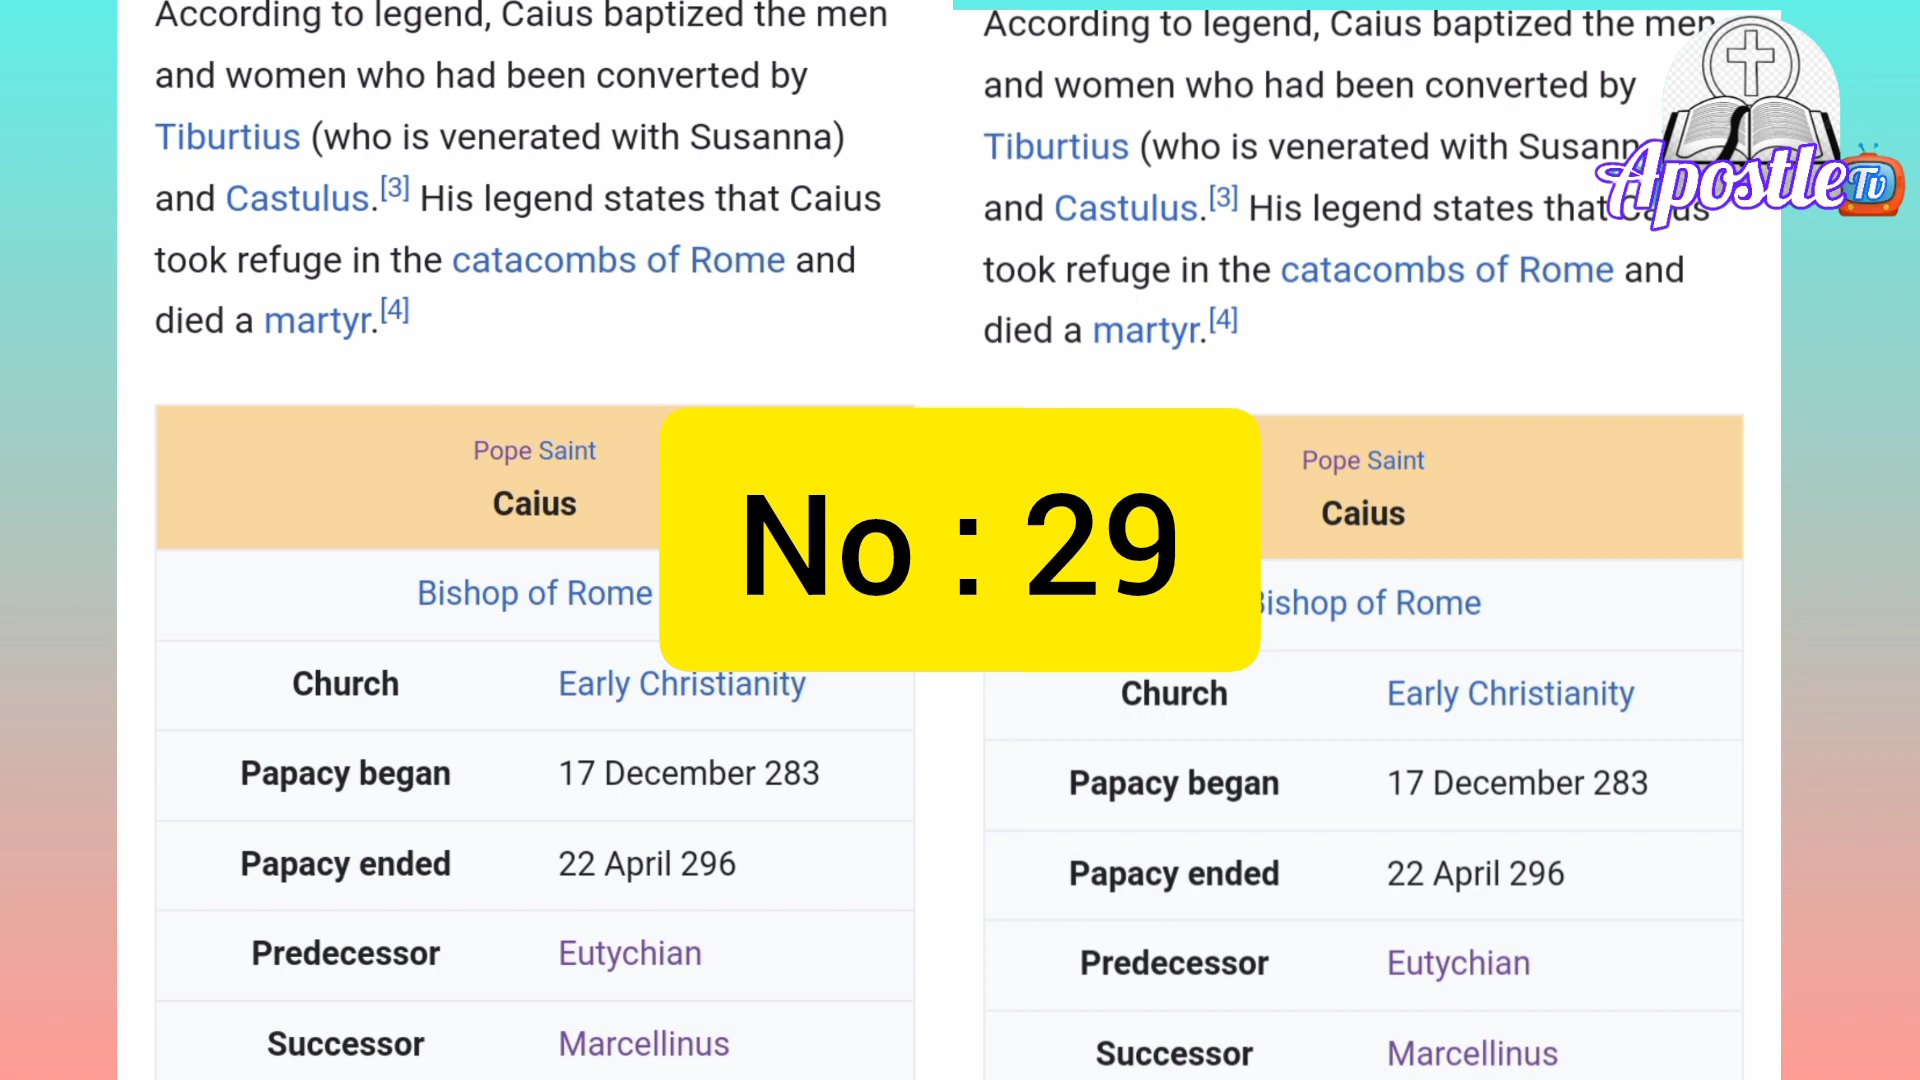 According to legend, Caius baptized the men
and women who had been converted by
Tiburtius (who is venerated with Susanna)
and Castulus.[3] His legend states that Caius
took refuge in the catacombs of Rome and
died a martyr.[4]
Pope Saint
Caius
Bishop of Rome
Church Early Christianity
Papacy began 17 December 283
Papacy ended 22 April 296
Predecessor Eutychian
Successor Marcellinus
No : 29
According to legend, Caius baptized the men
and women who had been converted by
Tiburtius (who is venerated with Susann
and Castulus.[3] His legend states that Caius
took refuge in the catacombs of Rome and
died a martyr.[4]
Pope Saint
Caius
Bishop of Rome
Church Early Christianity
Papacy began 17 December 283
Papacy ended 22 April 296
Predecessor Eutychian
Successor Marcellinus
Apostle Tv